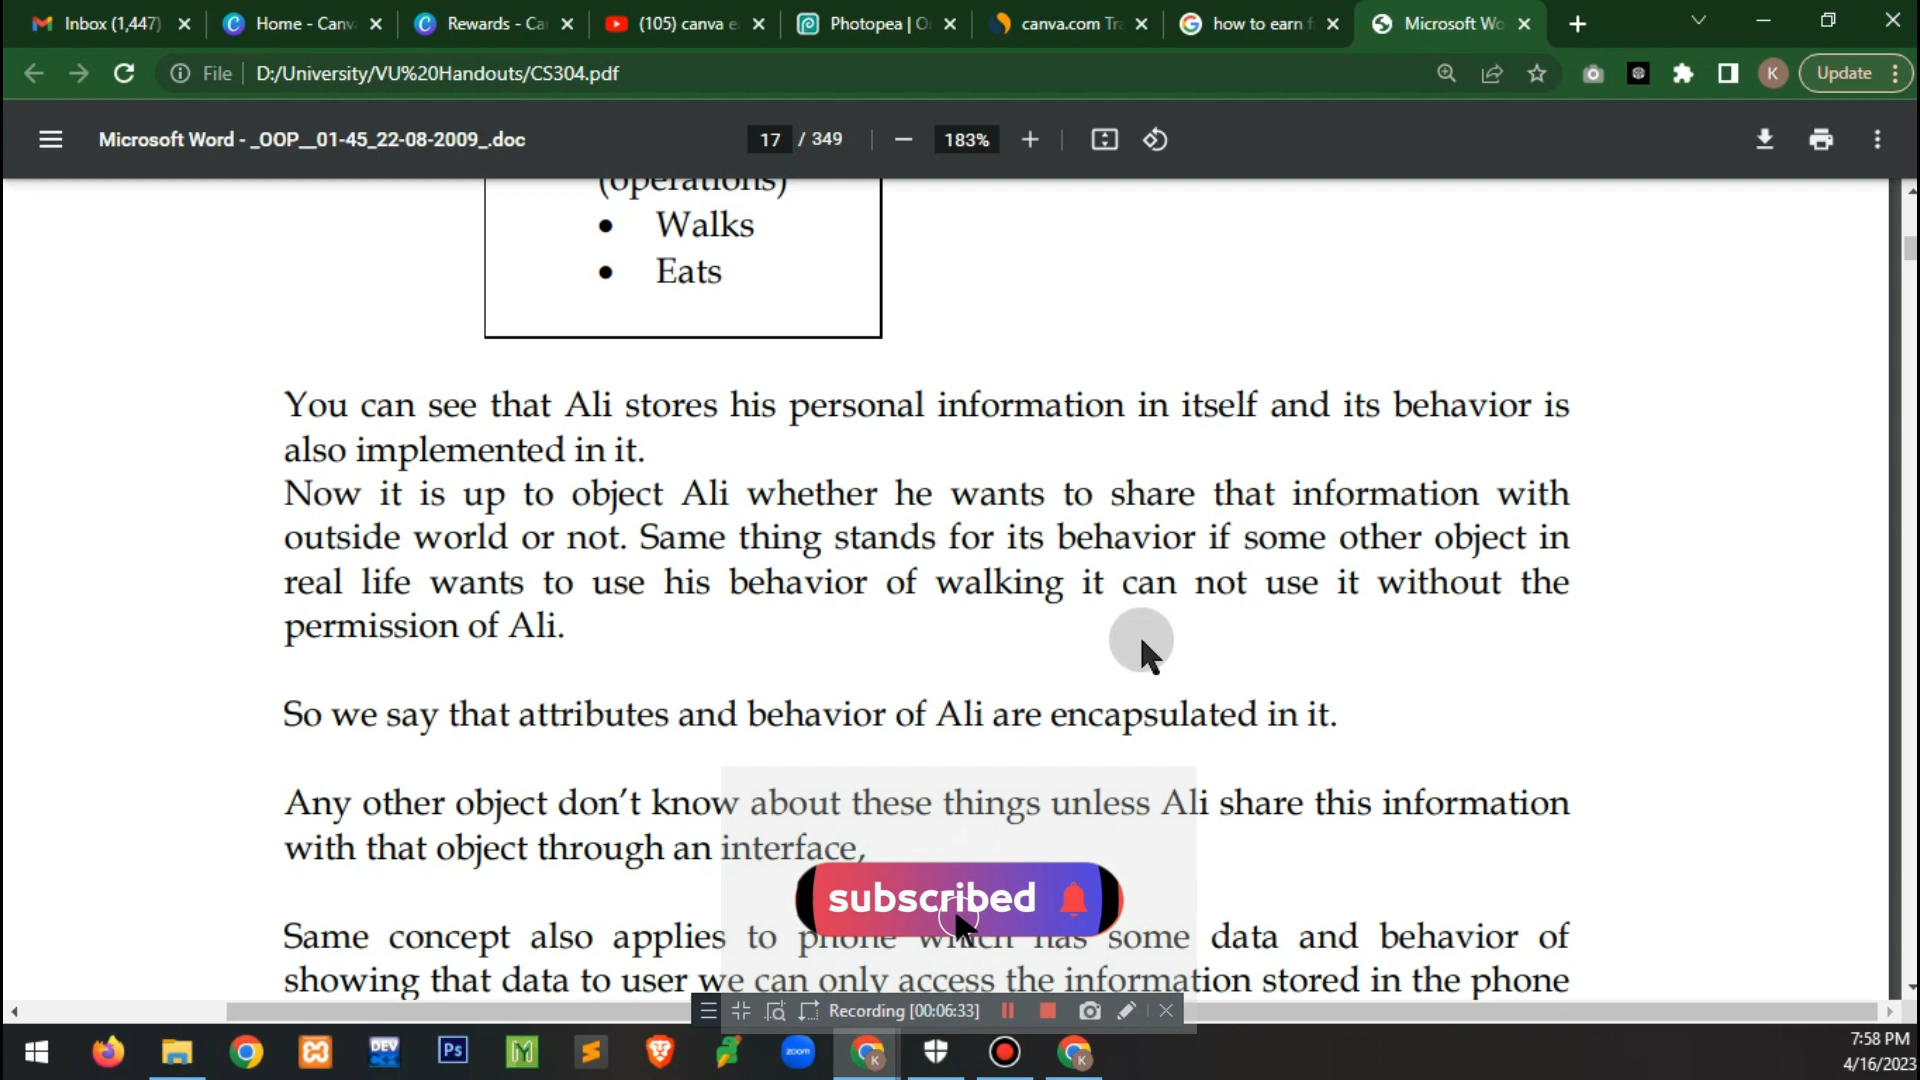 Inbox (1,447)
Home - Canv
Rewards - Ca
(105) canva e
Photopea | O
canva.com Tra
how to earn f
Microsoft Wo
File
D:/University/VU%20Handouts/CS304.pdf
K
Update
Microsoft Word - _OOP__01-45_22-08-2009_.doc
17 / 349
183%
(operations)
• Walks
• Eats
You can see that Ali stores his personal information in itself and its behavior is
also implemented in it.
Now it is up to object Ali whether he wants to share that information with
outside world or not. Same thing stands for its behavior if some other object in
real life wants to use his behavior of walking it can not use it without the
permission of Ali.
So we say that attributes and behavior of Ali are encapsulated in it.
Any other object don't know about these things unless Ali share this information
with that object through an interface,
subscribed
Same concept also applies to phone which has some data and behavior of
showing that data to user we can only access the information stored in the phone
Recording [00:06:33]
DEV
Ps
M
zoom
K
K
7:58 PM
4/16/2023